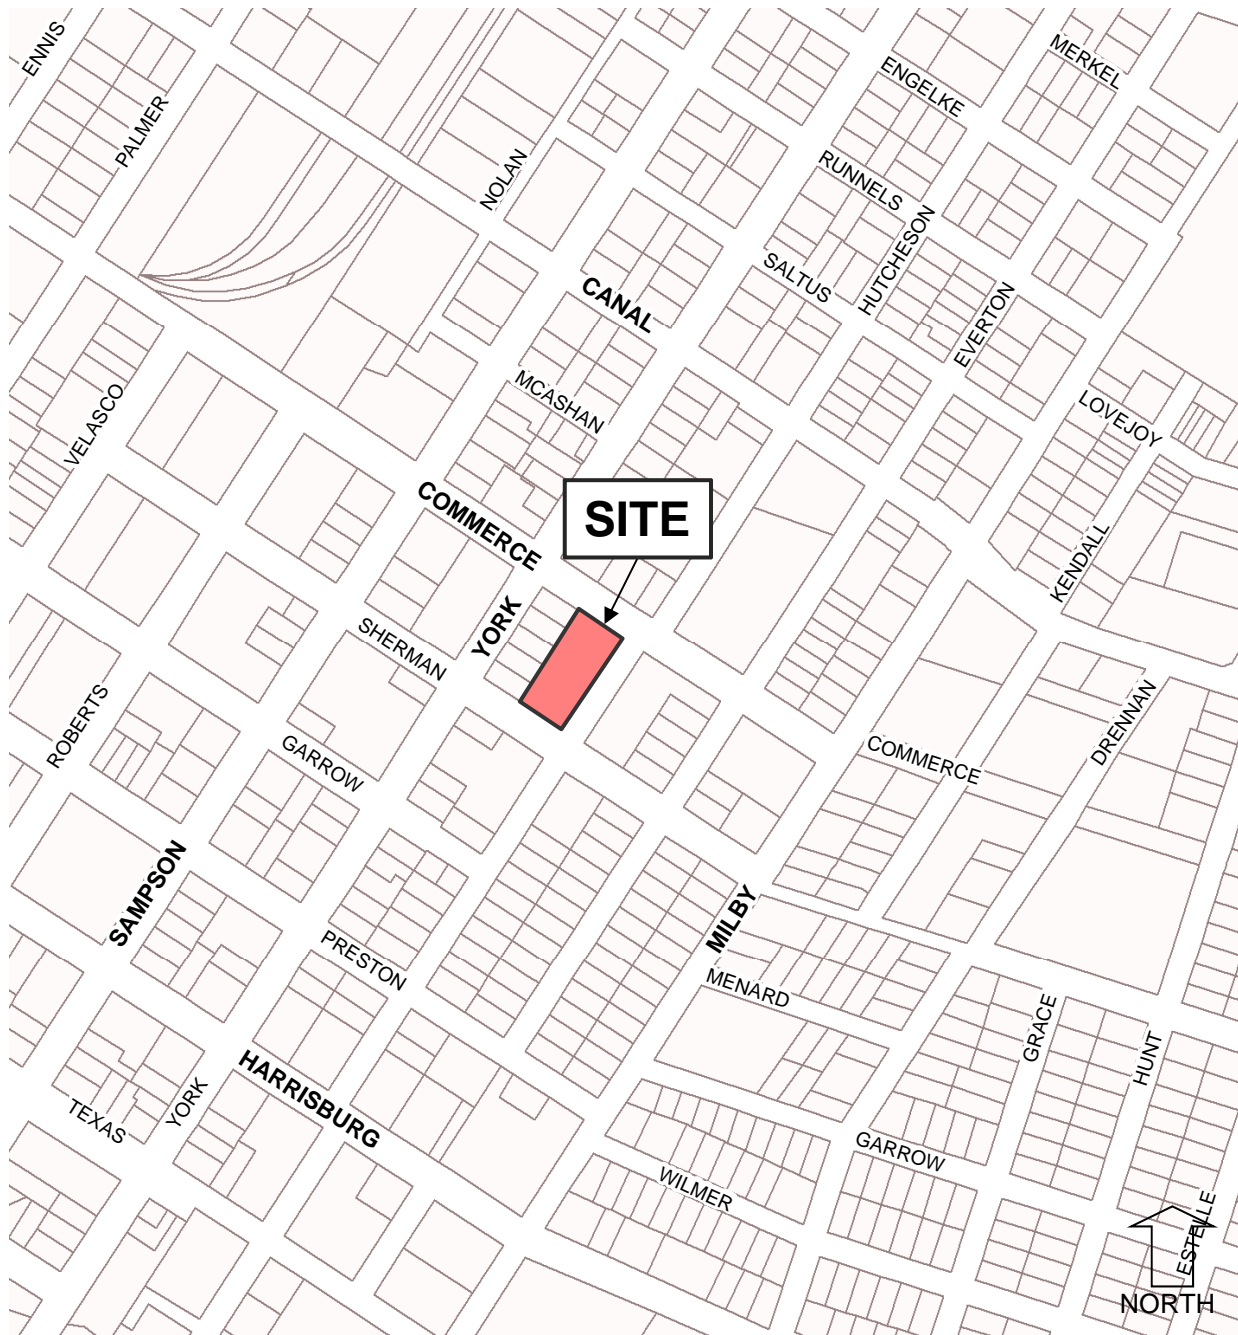 ENNIS
MERKEL
ENGELKE
PALMER
NOLAN
RUNNELS
HUTCHESON
SALTUS
CANAL
EVERTON
MCASHAN
VELASCO
LOVEJOY
COMMERCE
SITE
KENDALL
YORK
SHERMAN
ROBERTS
DRENNAN
GARROW
COMMERCE
SAMPSON
MILBY
PRESTON
MENARD
GRACE
HUNT
HARRISBURG
YORK
TEXAS
GARROW
WILMER
ESTELLE
NORTH